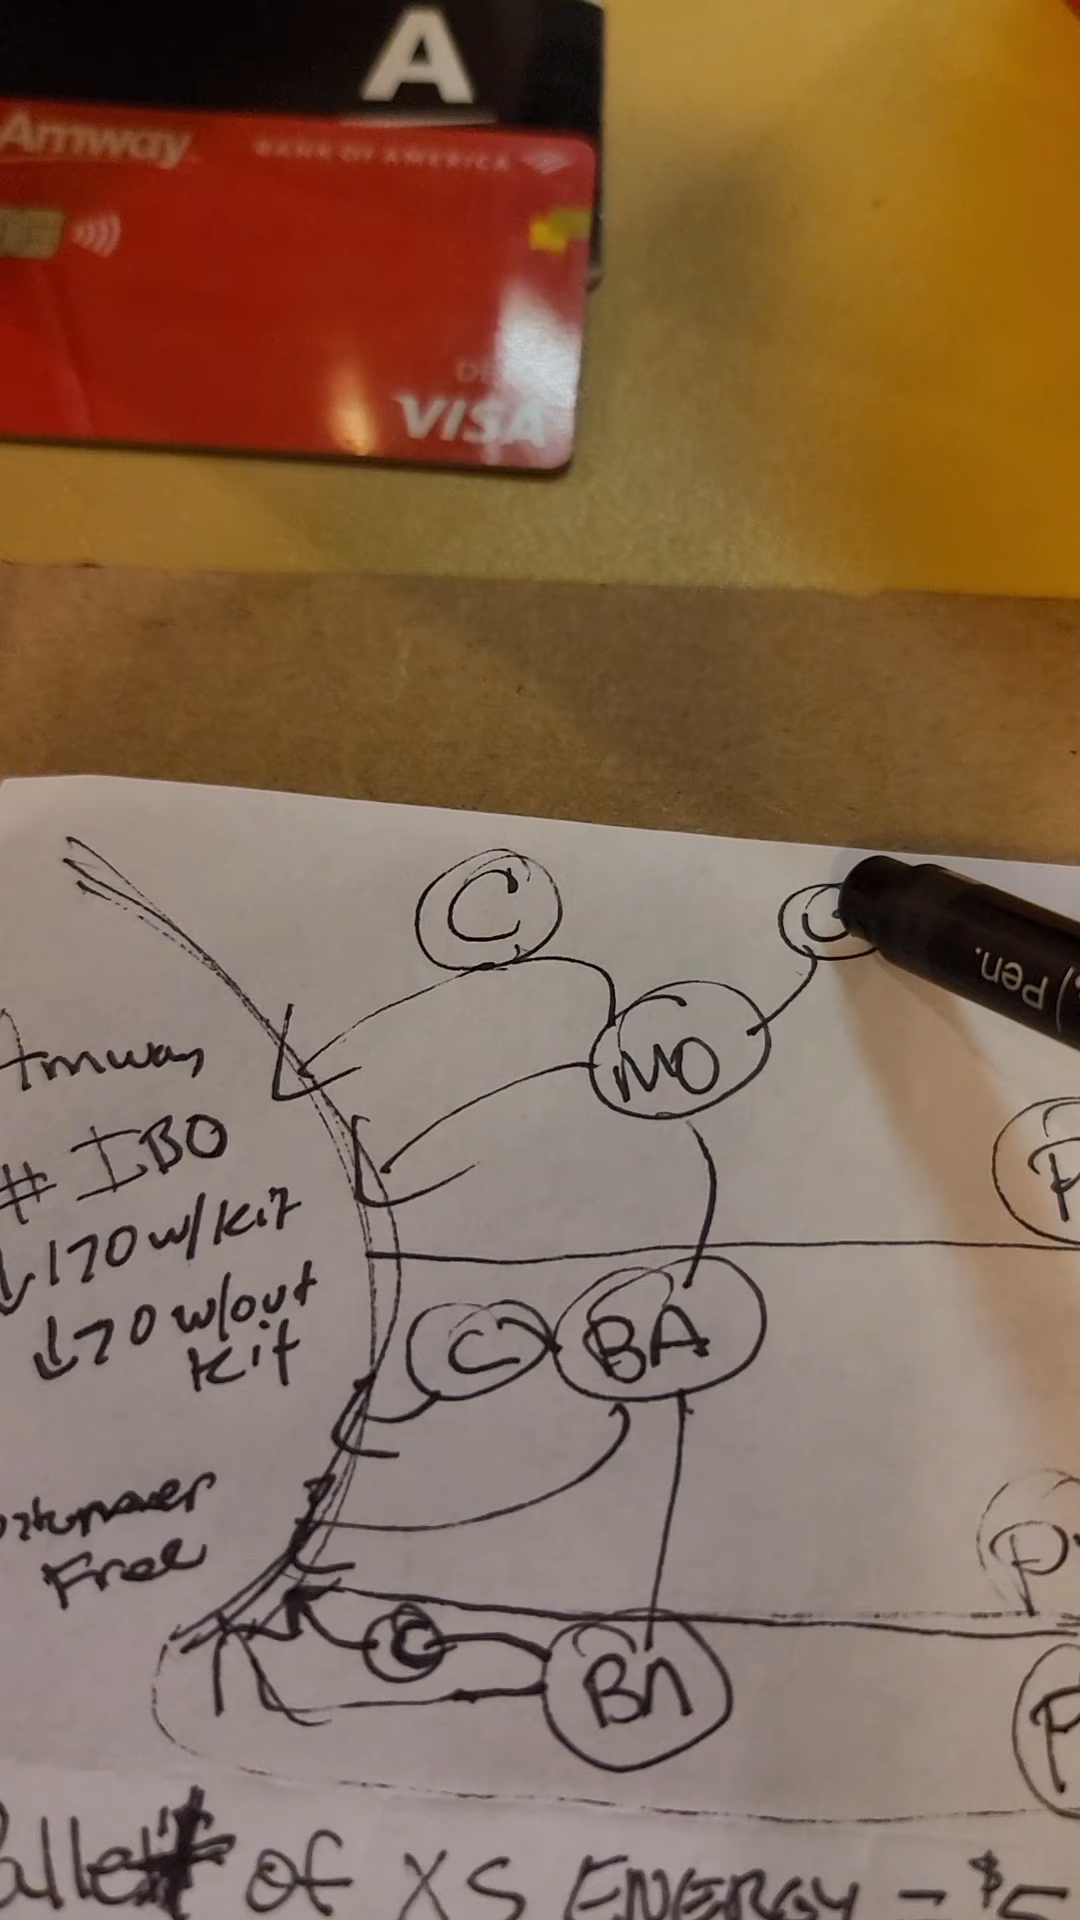 A
Amway
BANK OF AMERICA
VISA
Pen.
C
C
MO
Amway
# IBO
↓170 w/kit
↓70 w/out
kit
P
C
BA
Free
P
C
BA
P
of XS ENERGY - $5